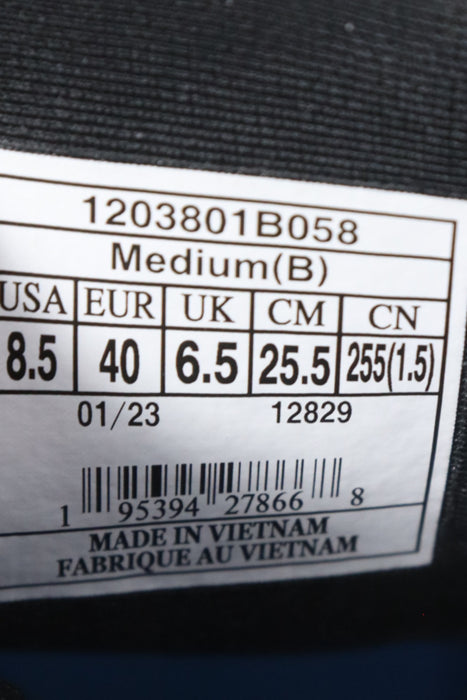 1203801B058
Medium(B)
USA EUR UK CM CN
8.5 40 6.5 25.5 255(1.5)
01/23 12829
1 95394 27866 8
MADE IN VIETNAM
FABRIQUE AU VIETNAM